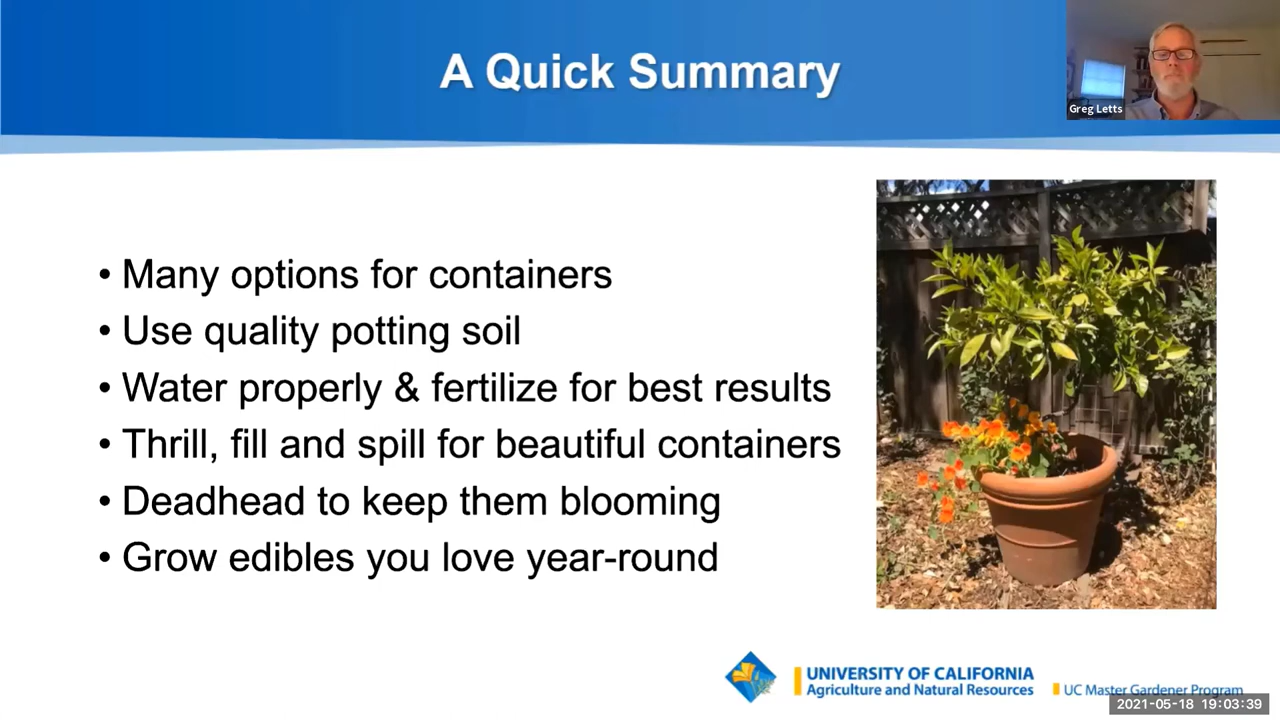 A Quick Summary
Greg Letts
• Many options for containers
• Use quality potting soil
• Water properly & fertilize for best results
• Thrill, fill and spill for beautiful containers
• Deadhead to keep them blooming
• Grow edibles you love year-round
UNIVERSITY OF CALIFORNIA
Agriculture and Natural Resources
UC Master Gardener Program
2021-05-18 19:03:39